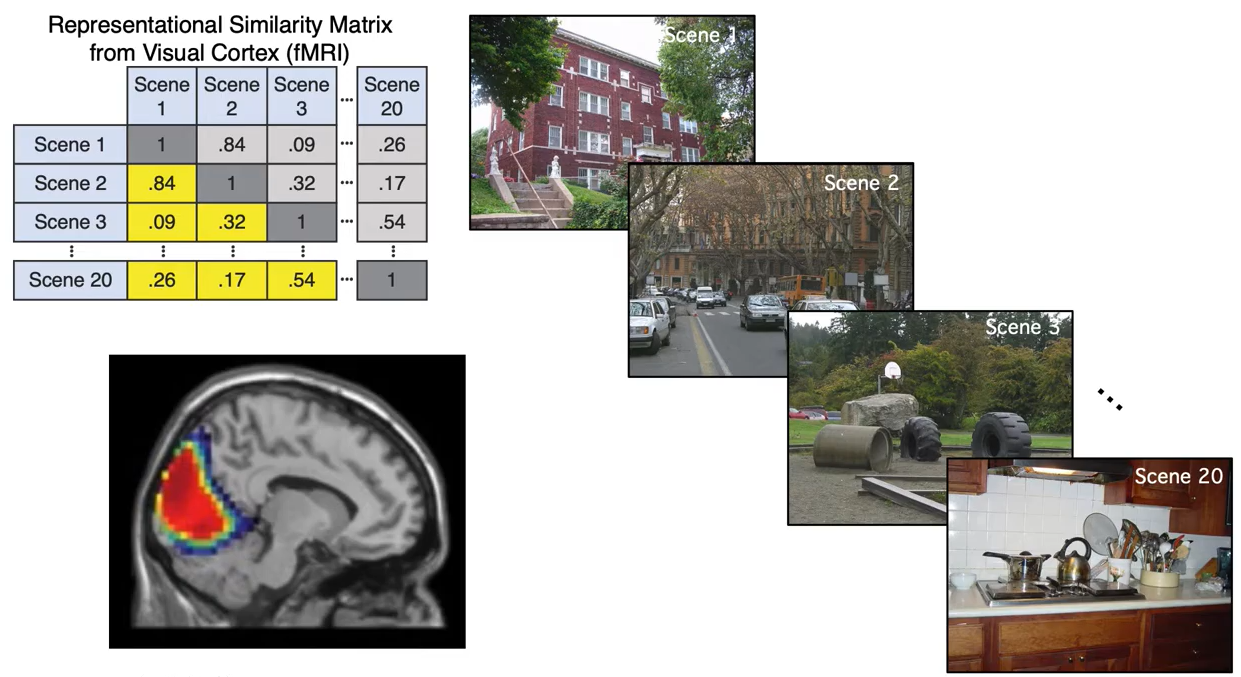 Representational Similarity Matrix
from Visual Cortex (fMRI)
Scene 1 Scene 2 Scene 3 ... Scene 20
Scene 1 1 .84 .09 ... .26
Scene 2 .84 1 .32 ... .17
Scene 3 .09 .32 1 ... .54
Scene 20 .26 .17 .54 ... 1
Scene 1
Scene 2
Scene 3
Scene 20